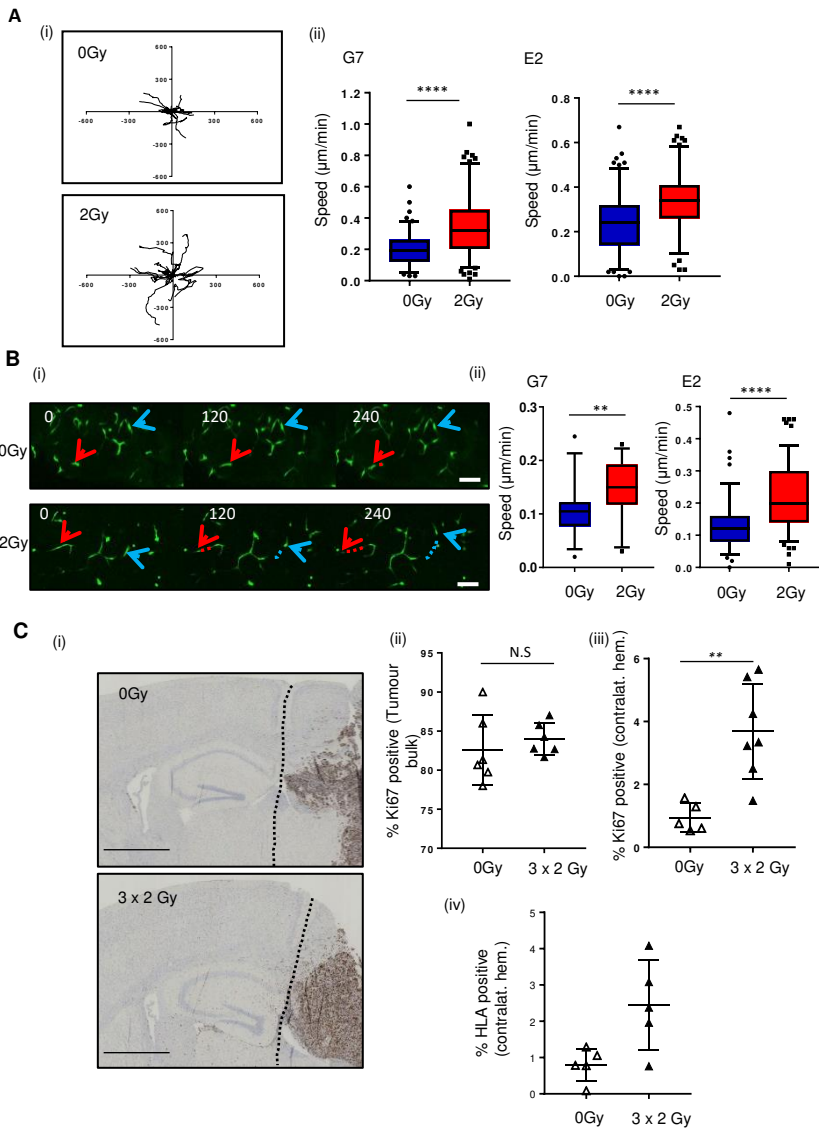 A
(i)
0Gy
600
300
-600
-300
300
600
-300
-600
2Gy
600
300
-600
-300
300
600
-300
-600
(ii)
G7
****
Speed (µm/min)
1.2
1.0
0.8
0.6
0.4
0.2
0.0
0Gy
2Gy
E2
****
Speed (µm/min)
0.8
0.6
0.4
0.2
0.0
0Gy
2Gy
B
(i)
0Gy
0
120
240
2Gy
0
120
240
(ii)
G7
**
Speed (µm/min)
0.3
0.2
0.1
0.0
0Gy
2Gy
E2
****
Speed (µm/min)
0.5
0.4
0.3
0.2
0.1
0.0
0Gy
2Gy
C
(i)
0Gy
3 x 2 Gy
(ii)
N.S
% Ki67 positive (Tumour
bulk)
95
90
85
80
75
70
0Gy
3 x 2 Gy
(iii)
**
% Ki67 positive (contralat. hem.)
6
4
2
0
0Gy
3 x 2 Gy
(iv)
% HLA positive
(contralat. hem.)
5
4
3
2
1
0
0Gy
3 x 2 Gy